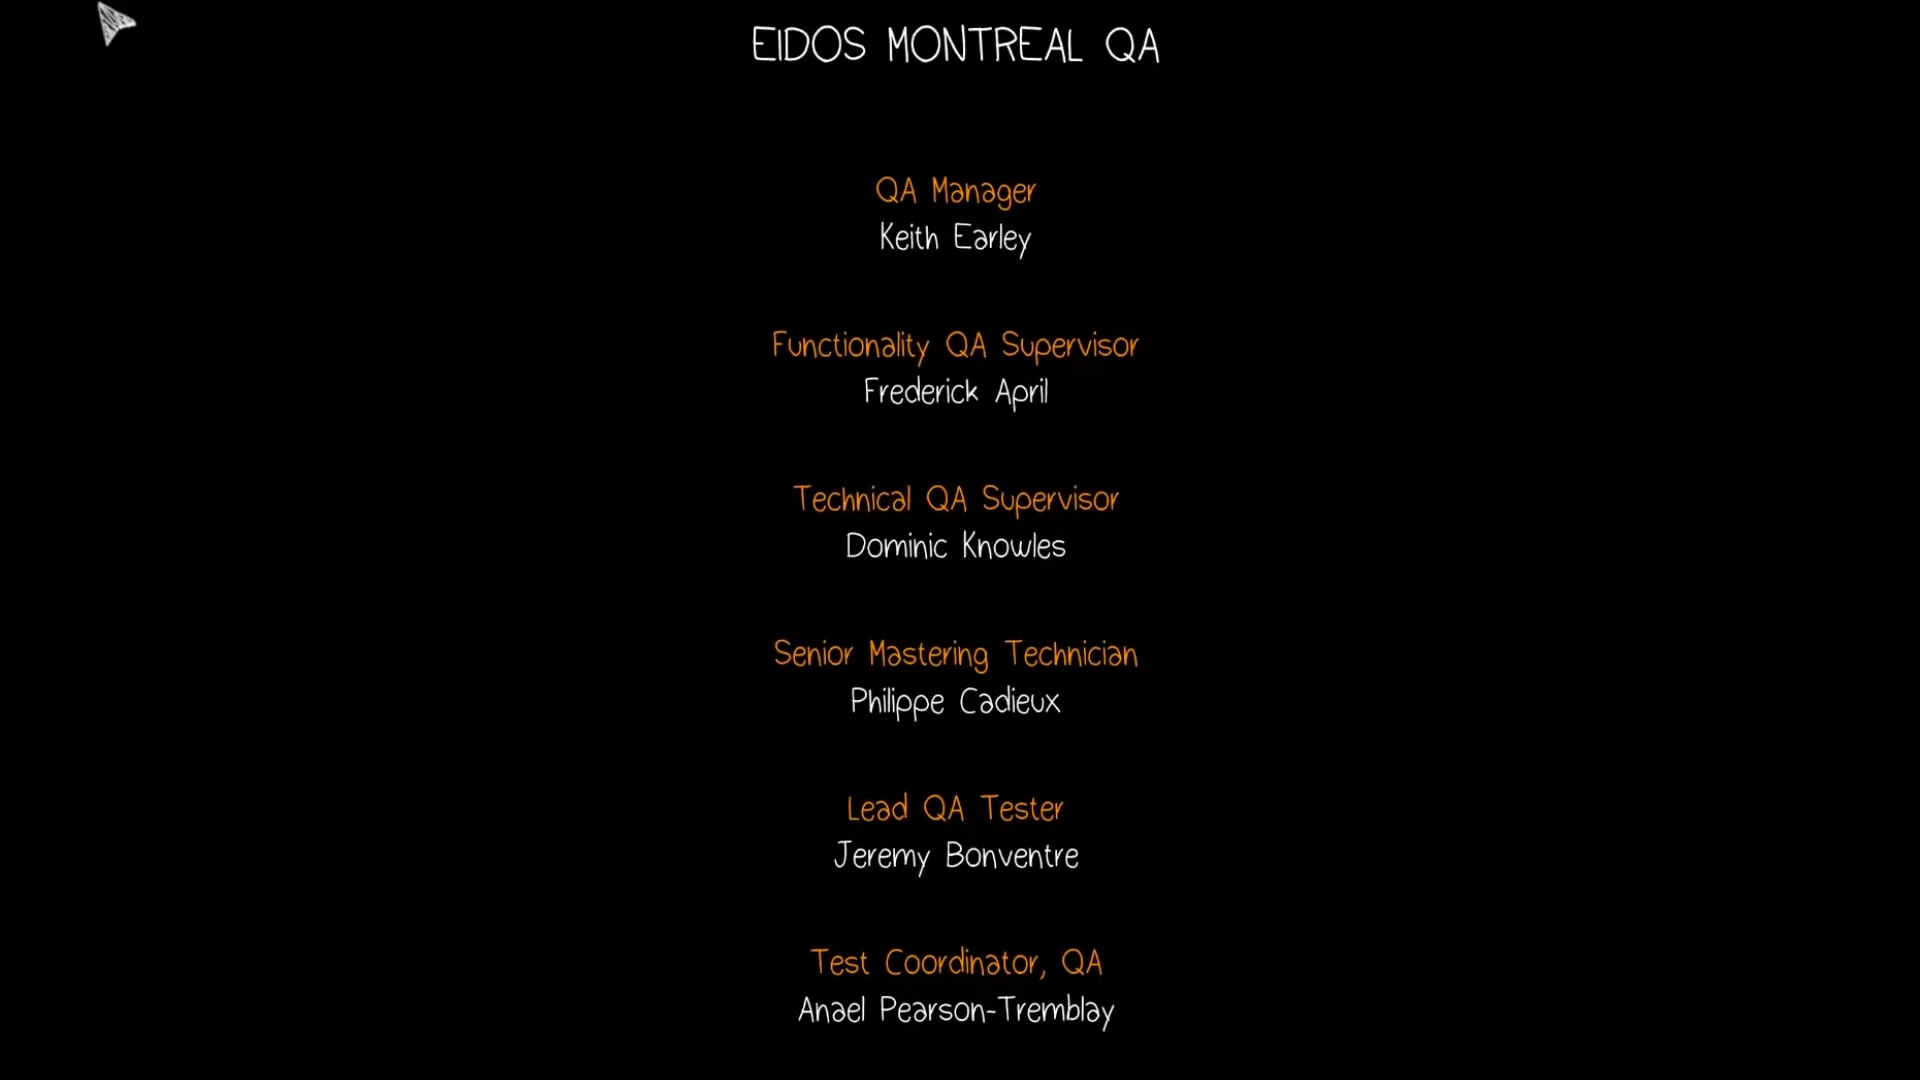 EIDOS MONTREAL QA
QA Manager
Keith Earley
Functionality QA Supervisor
Frederick April
Technical QA Supervisor
Dominic Knowles
Senior Mastering Technician
Philippe Cadieux
Lead QA Tester
Jeremy Bonventre
Test Coordinator, QA
Anael Pearson-Tremblay